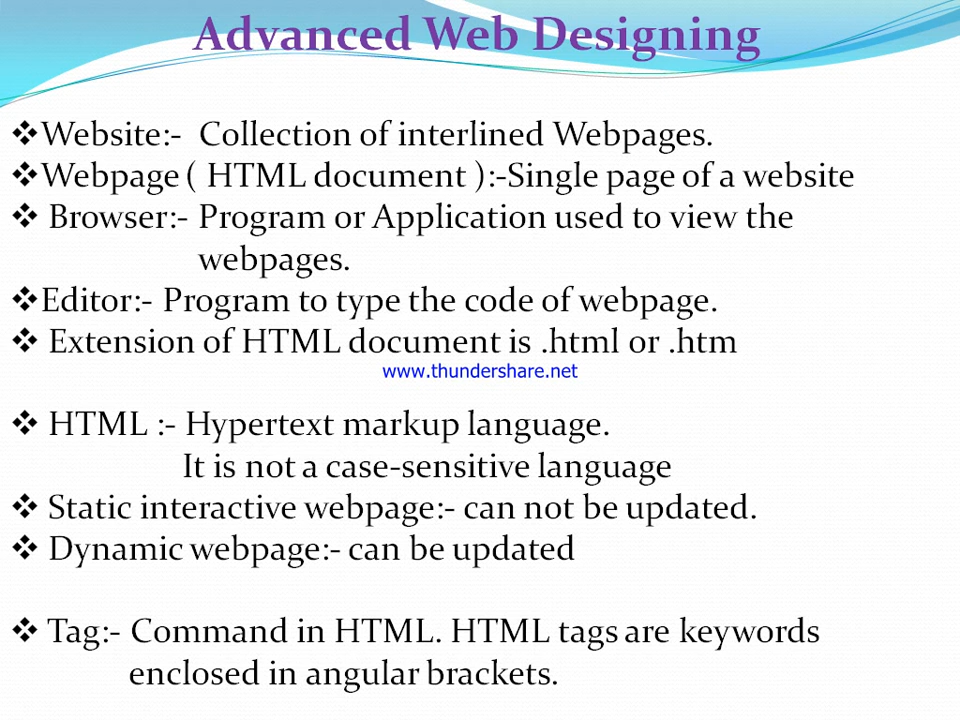 Advanced Web Designing
❖Website:- Collection of interlined Webpages.
❖Webpage ( HTML document ):-Single page of a website
❖ Browser:- Program or Application used to view the
webpages.
❖Editor:- Program to type the code of webpage.
❖ Extension of HTML document is .html or .htm
www.thundershare.net
❖ HTML :- Hypertext markup language.
It is not a case-sensitive language
❖ Static interactive webpage:- can not be updated.
❖ Dynamic webpage:- can be updated
❖ Tag:- Command in HTML. HTML tags are keywords
enclosed in angular brackets.